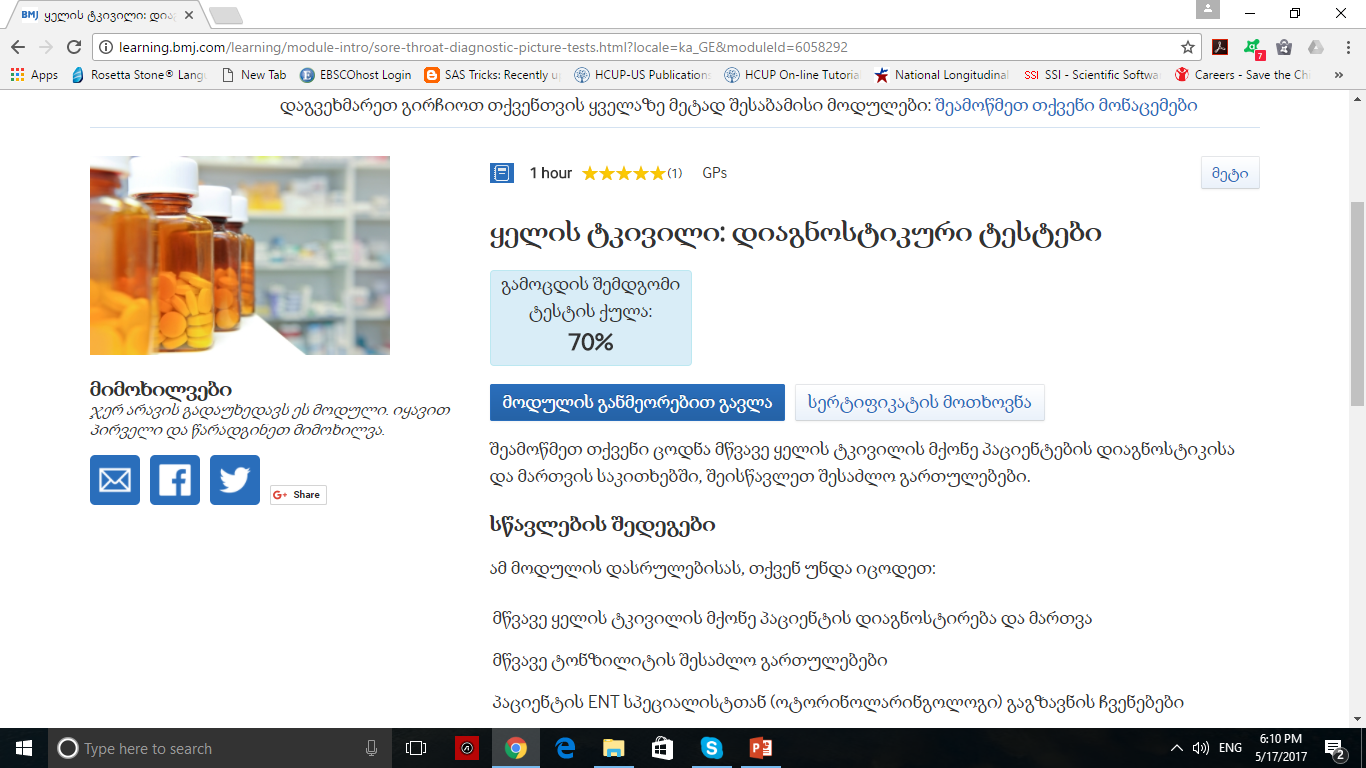 BMJ ყელის ტკივილი: დია
learning.bmj.com/learning/module-intro/sore-throat-diagnostic-picture-tests.html?locale=ka_GE&moduleId=6058292
7
Apps Rosetta Stone® Langu New Tab EBSCOhost Login SAS Tricks: Recently u HCUP-US Publications HCUP On-line Tutorial National Longitudinal SSI SSI - Scientific Softwa Careers - Save the Ch »
დაგვეხმარეთ გირჩიოთ თქვენთვის ყველაზე მეტად შესაბამისი მოდულები: შეამოწმეთ თქვენი მონაცემები
1 hour (1) GPs
მეტი
ყელის ტკივილი: დიაგნოსტიკური ტესტები
გამოცდის შემდგომი
ტესტის ქულა:
70%
მოდულის განმეორებით გავლა
სერტიფიკატის მოთხოვნა
მიმოხილვები
ჯერ არავის გადაუხედავს ეს მოდული. იყავით
პირველი და წარადგინეთ მიმოხილვა.
G+ Share
შეამოწმეთ თქვენი ცოდნა მწვავე ყელის ტკივილის მქონე პაციენტების დიაგნოსტიკისა
და მართვის საკითხებში, შეისწავლეთ შესაძლო გართულებები.
სწავლების შედეგები
ამ მოდულის დასრულებისას, თქვენ უნდა იცოდეთ:
მწვავე ყელის ტკივილის მქონე პაციენტის დიაგნოსტირება და მართვა
მწვავე ტონზილიტის შესაძლო გართულებები
პაციენტის ENT სპეციალისტთან (ოტორინოლარინგოლოგი) გაგზავნის ჩვენებები
Type here to search
ENG
6:10 PM
5/17/2017
2